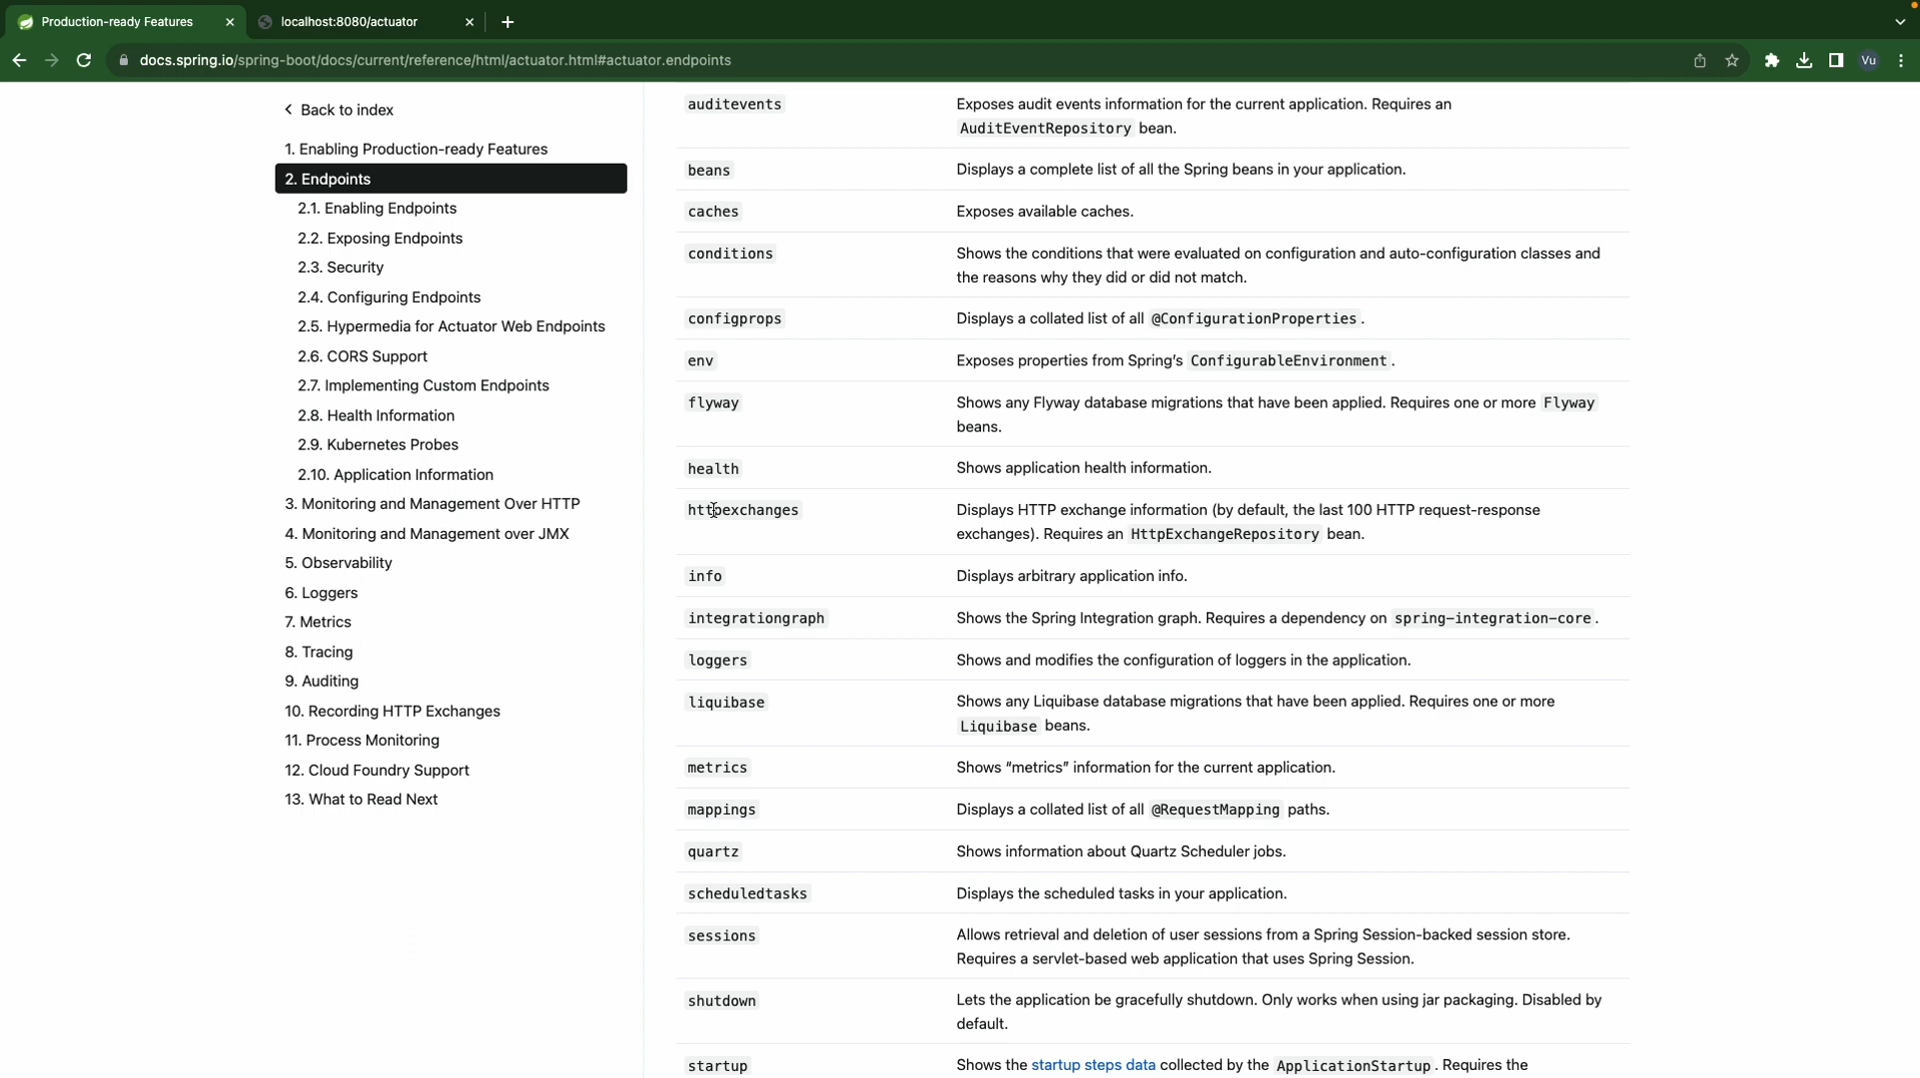 Production-ready Features
localhost:8080/actuator
docs.spring.io/spring-boot/docs/current/reference/html/actuator.html#actuator.endpoints
Vu
Back to index
1. Enabling Production-ready Features
2. Endpoints
2.1. Enabling Endpoints
2.2. Exposing Endpoints
2.3. Security
2.4. Configuring Endpoints
2.5. Hypermedia for Actuator Web Endpoints
2.6. CORS Support
2.7. Implementing Custom Endpoints
2.8. Health Information
2.9. Kubernetes Probes
2.10. Application Information
3. Monitoring and Management Over HTTP
4. Monitoring and Management over JMX
5. Observability
6. Loggers
7. Metrics
8. Tracing
9. Auditing
10. Recording HTTP Exchanges
11. Process Monitoring
12. Cloud Foundry Support
13. What to Read Next
auditevents Exposes audit events information for the current application. Requires an
AuditEventRepository bean.
beans Displays a complete list of all the Spring beans in your application.
caches Exposes available caches.
conditions Shows the conditions that were evaluated on configuration and auto-configuration classes and
the reasons why they did or did not match.
configprops Displays a collated list of all @ConfigurationProperties.
env Exposes properties from Spring’s ConfigurableEnvironment.
flyway Shows any Flyway database migrations that have been applied. Requires one or more Flyway
beans.
health Shows application health information.
httpexchanges Displays HTTP exchange information (by default, the last 100 HTTP request-response
exchanges). Requires an HttpExchangeRepository bean.
info Displays arbitrary application info.
integrationgraph Shows the Spring Integration graph. Requires a dependency on spring-integration-core.
loggers Shows and modifies the configuration of loggers in the application.
liquibase Shows any Liquibase database migrations that have been applied. Requires one or more
Liquibase beans.
metrics Shows “metrics” information for the current application.
mappings Displays a collated list of all @RequestMapping paths.
quartz Shows information about Quartz Scheduler jobs.
scheduledtasks Displays the scheduled tasks in your application.
sessions Allows retrieval and deletion of user sessions from a Spring Session-backed session store.
Requires a servlet-based web application that uses Spring Session.
shutdown Lets the application be gracefully shutdown. Only works when using jar packaging. Disabled by
default.
startup Shows the startup steps data collected by the ApplicationStartup. Requires the